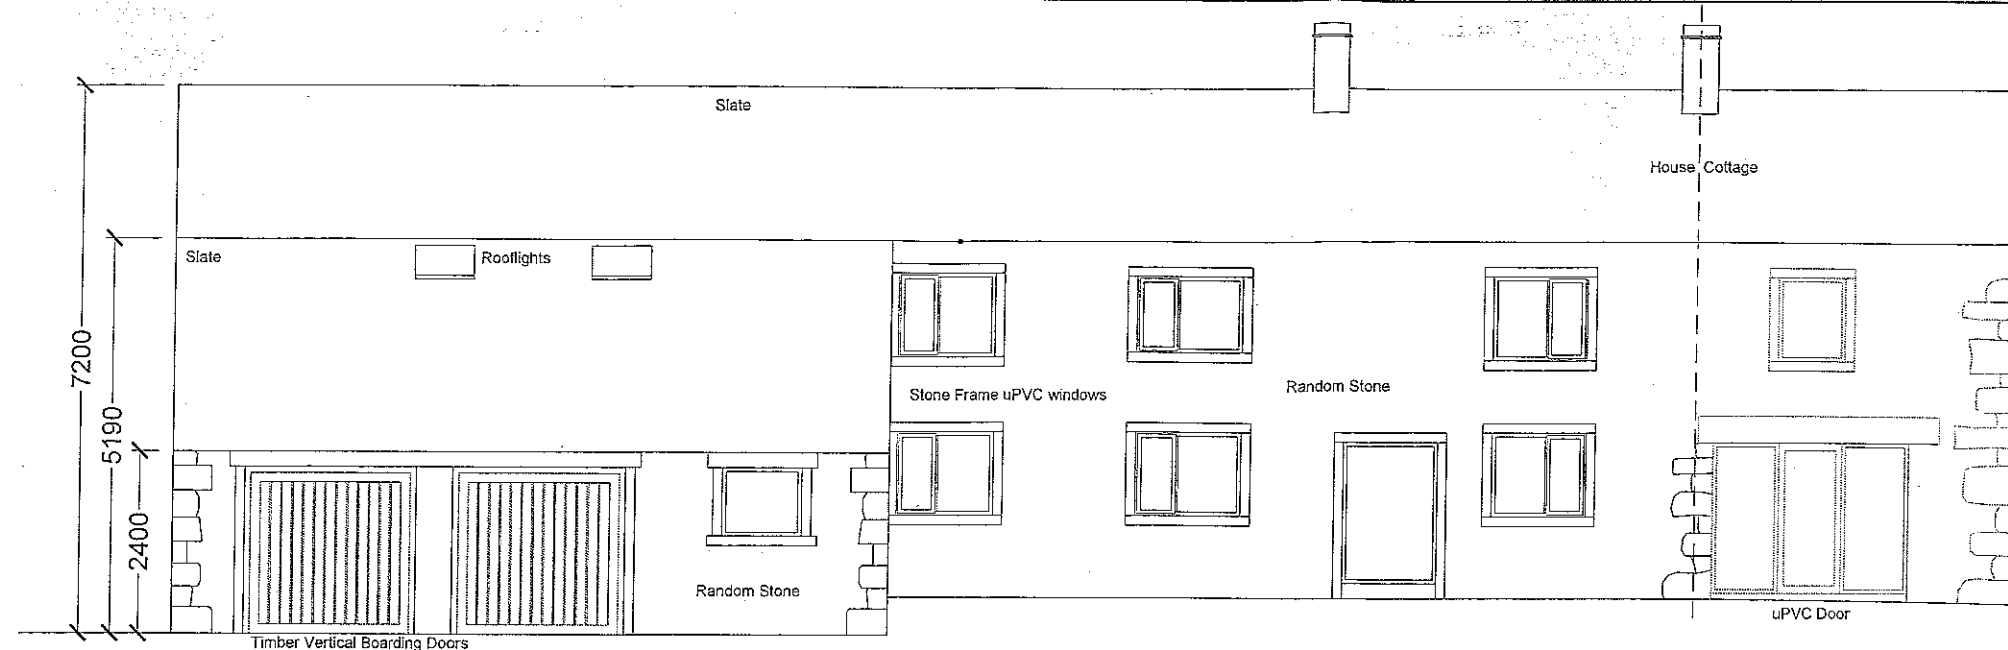 Slate
House Cottage
Slate
Rooflights
7200
5190
2400
Stone Frame uPVC windows
Random Stone
Random Stone
uPVC Door
Timber Vertical Boarding Doors